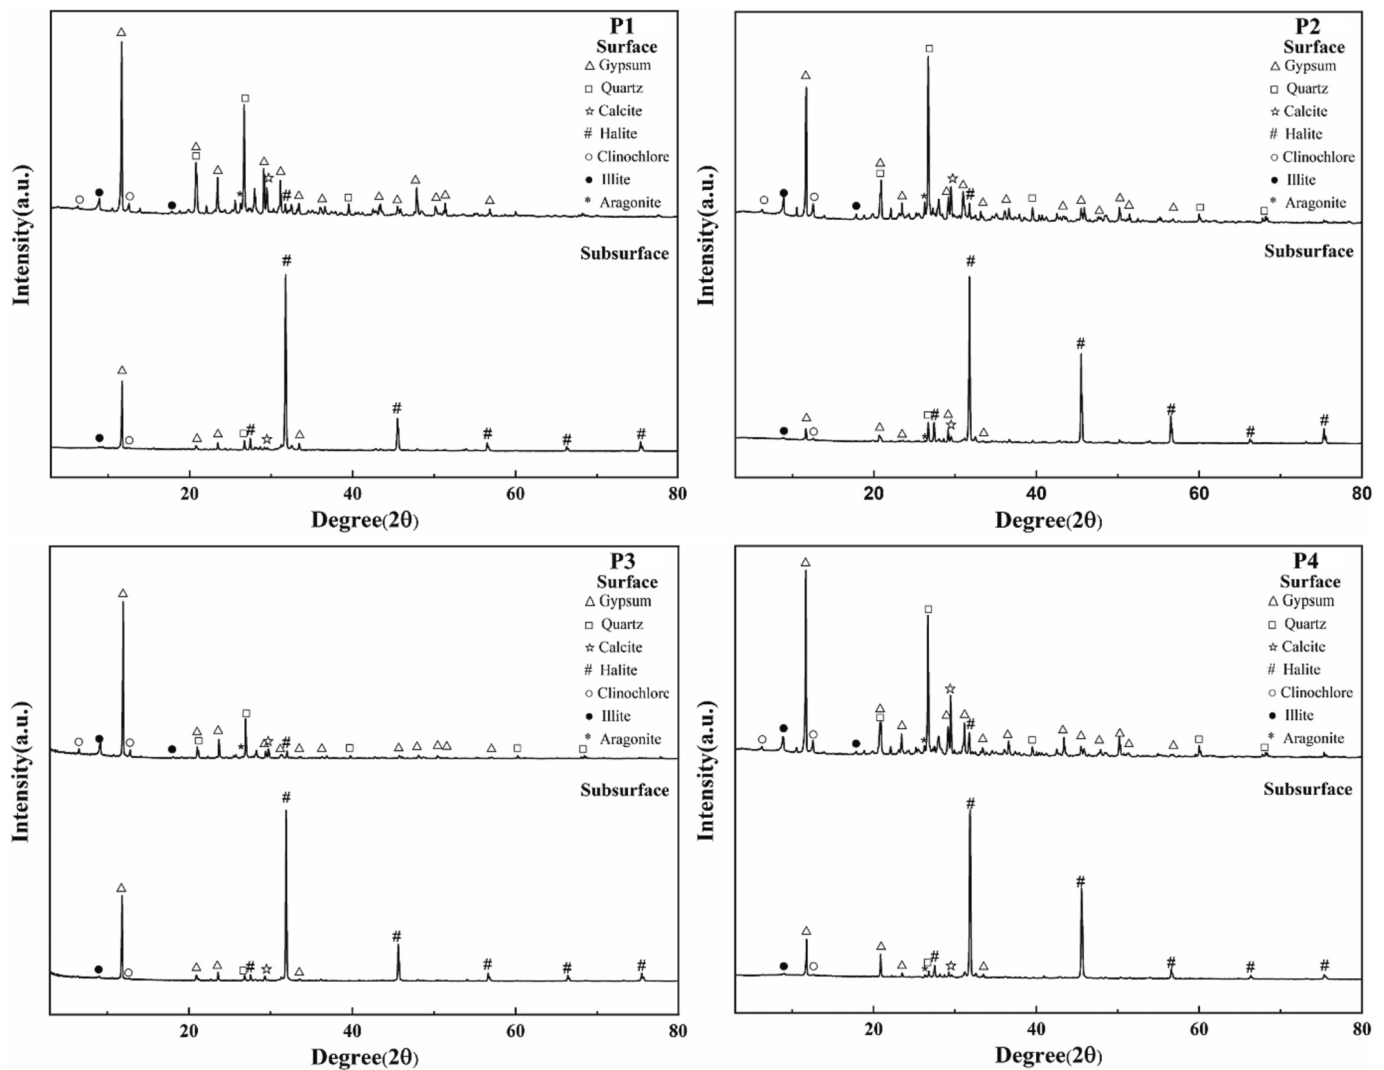 P1
Surface
△ Gypsum
□ Quartz
☆ Calcite
# Halite
○ Clinochlore
● Illite
* Aragonite
Subsurface
Intensity(a.u.)
20 40 60 80
Degree(2θ)
P2
Surface
△ Gypsum
□ Quartz
☆ Calcite
# Halite
○ Clinochlore
● Illite
* Aragonite
Subsurface
Intensity(a.u.)
20 40 60 80
Degree(2θ)
P3
Surface
△ Gypsum
□ Quartz
☆ Calcite
# Halite
○ Clinochlore
● Illite
* Aragonite
Subsurface
Intensity(a.u.)
20 40 60 80
Degree(2θ)
P4
Surface
△ Gypsum
□ Quartz
☆ Calcite
# Halite
○ Clinochlore
● Illite
* Aragonite
Subsurface
Intensity(a.u.)
20 40 60 80
Degree(2θ)